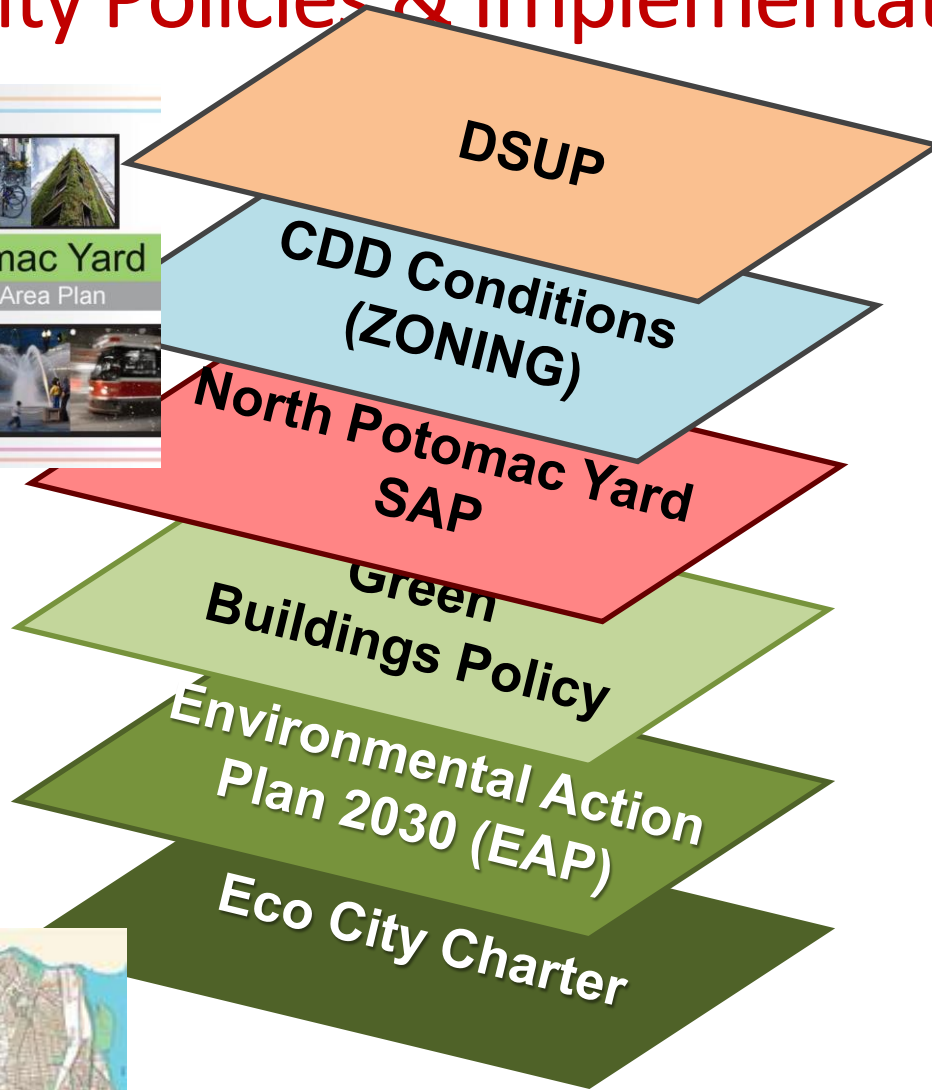 ity Policies & Implementat
DSUP
mac Yard
Area Plan
CDD Conditions
(ZONING)
North Potomac Yard
SAP
Green
Buildings Policy
Environmental Action
Plan 2030 (EAP)
Eco City Charter